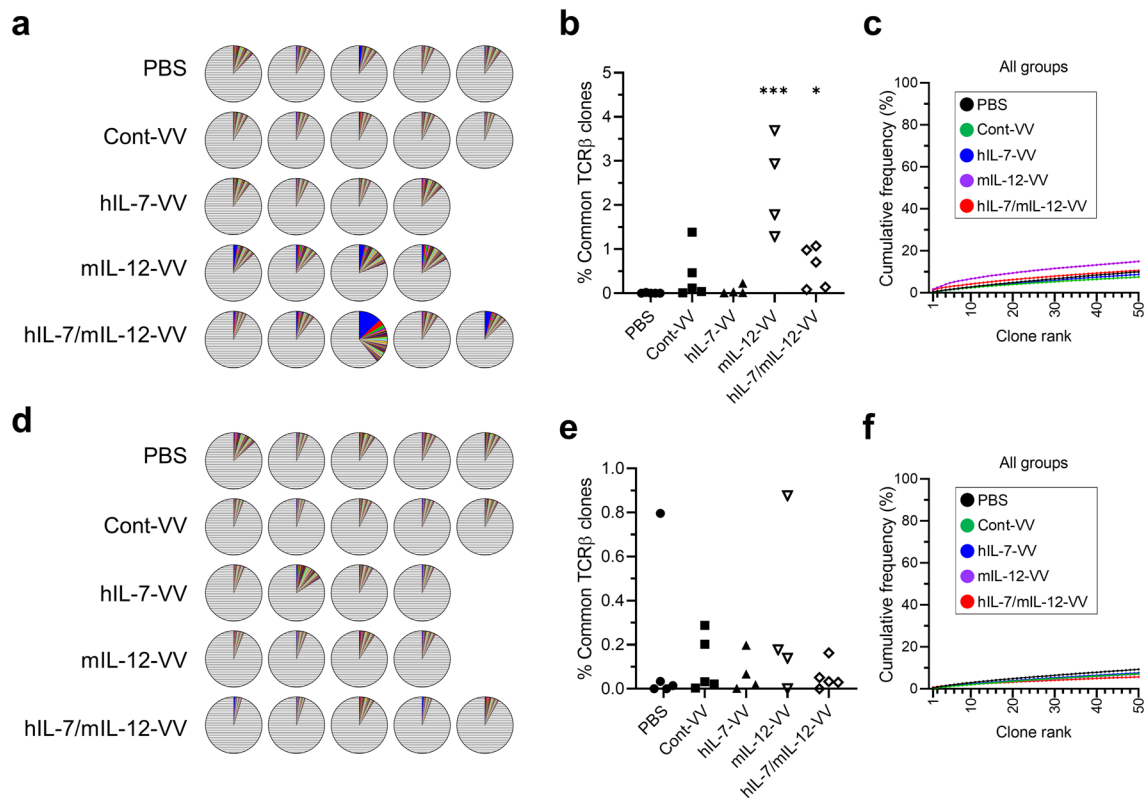 a
PBS
Cont-VV
hIL-7-VV
mIL-12-VV
hIL-7/mIL-12-VV
b
% Common TCRβ clones
5
4
3
2
1
0
*** *
PBS
Cont-VV
hIL-7-VV
mIL-12-VV
hIL-7/mIL-12-VV
c
All groups
Cumulative frequency (%)
100
80
60
40
20
0
PBS
Cont-VV
hIL-7-VV
mIL-12-VV
hIL-7/mIL-12-VV
1 10 20 30 40 50
Clone rank
d
PBS
Cont-VV
hIL-7-VV
mIL-12-VV
hIL-7/mIL-12-VV
e
% Common TCRβ clones
1.0
0.8
0.6
0.4
0.2
0.0
PBS
Cont-VV
hIL-7-VV
mIL-12-VV
hIL-7/mIL-12-VV
f
All groups
Cumulative frequency (%)
100
80
60
40
20
0
PBS
Cont-VV
hIL-7-VV
mIL-12-VV
hIL-7/mIL-12-VV
1 10 20 30 40 50
Clone rank